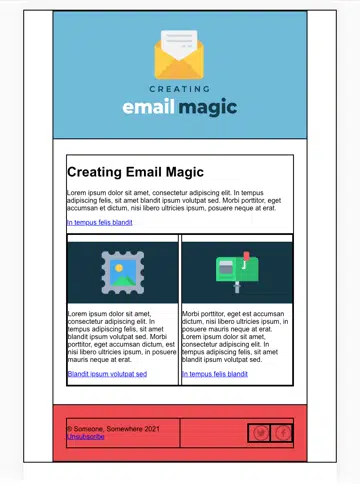 CREATING
email magic
Creating Email Magic
Lorem ipsum dolor sit amet, consectetur adipiscing elit. In tempus
adipiscing felis, sit amet blandit ipsum volutpat sed. Morbi porttitor, eget
accumsan et dictum, nisi libero ultricies ipsum, posuere neque at erat.
In tempus felis blandit
Lorem ipsum dolor sit amet,
consectetur adipiscing elit. In
tempus adipiscing felis, sit amet
blandit ipsum volutpat sed. Morbi
porttitor, eget accumsan dictum, est
nisi libero ultricies ipsum, in posuere
mauris neque at erat.
Blandit ipsum volutpat sed
Morbi porttitor, eget est accumsan
dictum, nisi libero ultricies ipsum, in
posuere mauris neque at erat.
Lorem ipsum dolor sit amet,
consectetur adipiscing elit. In
tempus adipiscing felis, sit amet
blandit ipsum volutpat sed.
In tempus felis blandit
© Someone, Somewhere 2021
Unsubscribe